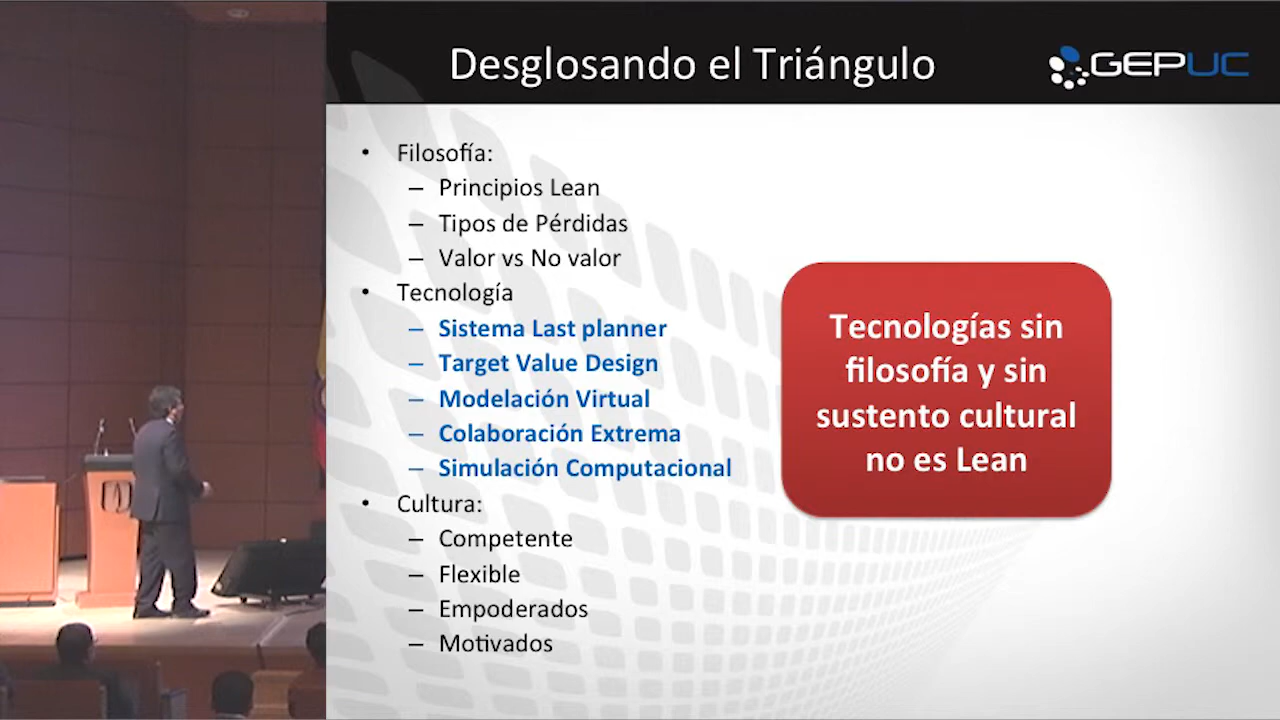 Desglosando el Triángulo
GEPUC
• Filosofía:
– Principios Lean
– Tipos de Pérdidas
– Valor vs No valor
• Tecnología
– Sistema Last planner
– Target Value Design
– Modelación Virtual
– Colaboración Extrema
– Simulación Computacional
• Cultura:
– Competente
– Flexible
– Empoderados
– Motivados
Tecnologías sin
filosofía y sin
sustento cultural
no es Lean